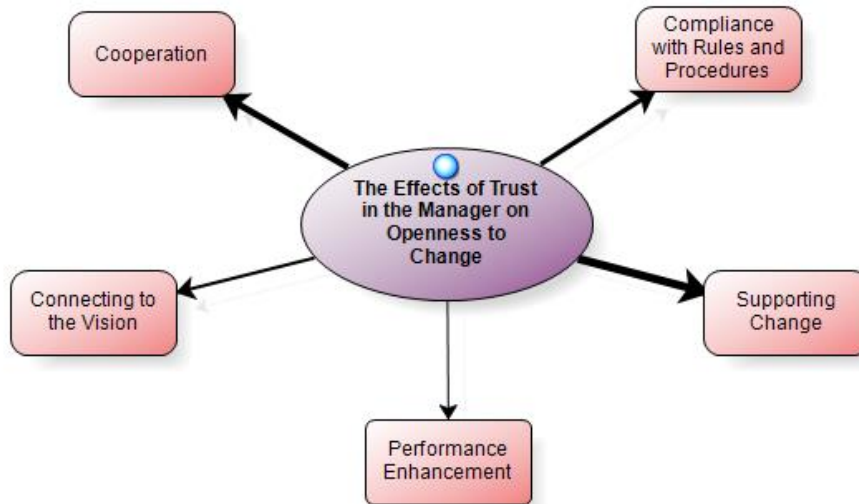 Cooperation
Compliance
with Rules and
Procedures
The Effects of Trust
in the Manager on
Openness to
Change
Connecting to
the Vision
Supporting
Change
Performance
Enhancement